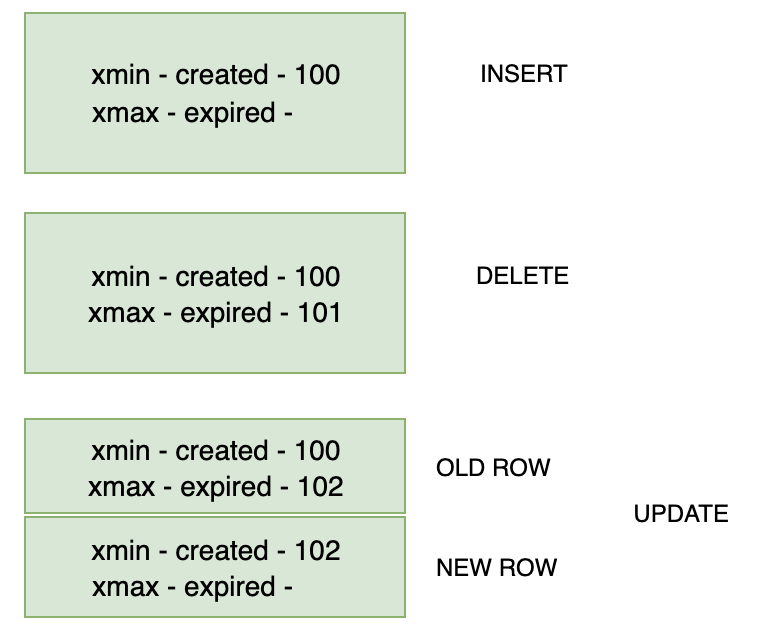 xmin - created - 100
xmax - expired -
INSERT
xmin - created - 100
xmax - expired - 101
DELETE
xmin - created - 100
xmax - expired - 102
OLD ROW
UPDATE
xmin - created - 102
xmax - expired -
NEW ROW